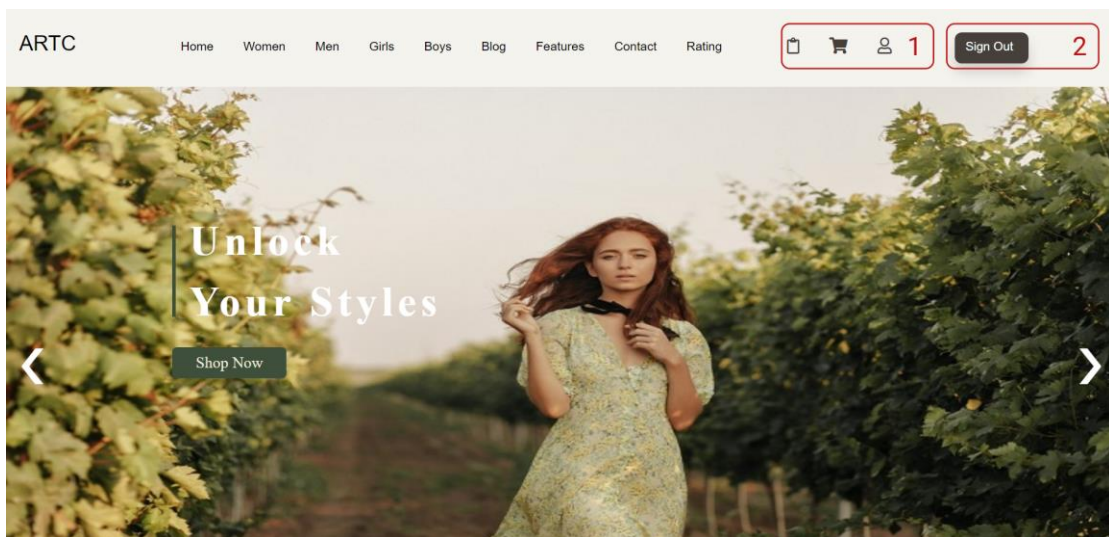 ARTC
Home Women Men Girls Boys Blog Features Contact Rating 1 Sign Out 2
Unlock
Your Styles
Shop Now